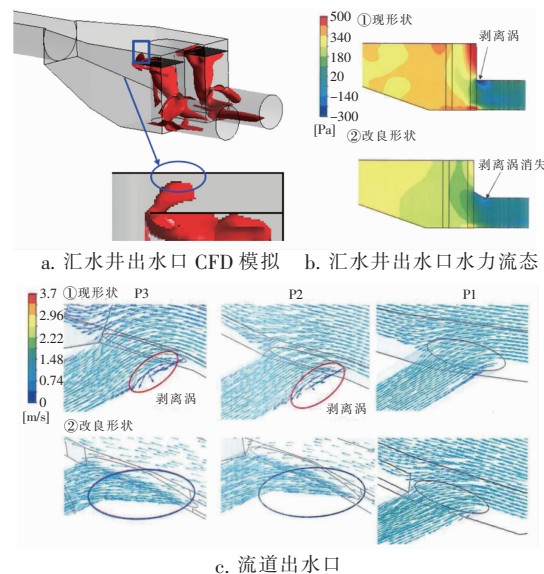 ①现形状
500
340
180
20
-140
-300
[Pa]
剥离涡
②改良形状
剥离涡消失
a. 汇水井出水口 CFD 模拟
b. 汇水井出水口水力流态
3.7
2.96
2.22
1.48
0.74
0
[m/s]
①现形状
P3
P2
P1
剥离涡
剥离涡
②改良形状
c. 流道出水口